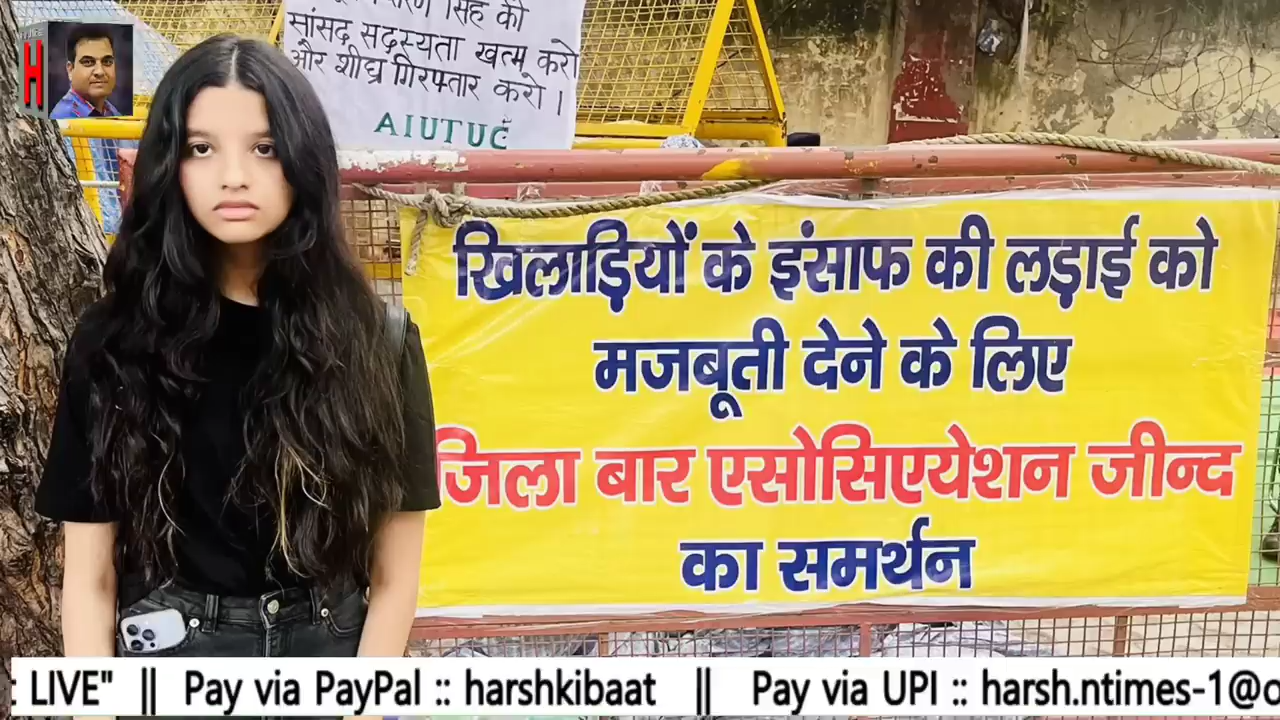 सिंह की
सांसद सदस्यता खत्म करो
और शीघ्र गिरफ्तार करो।
AIUTUC
H
खिलाड़ियों के इंसाफ की लड़ाई को
मजबूती देने के लिए
जिला बार एसोसिएयेशन जीन्द
का समर्थन
: LIVE" || Pay via PayPal :: harshkibaat || Pay via UPI :: harsh.ntimes-1@o